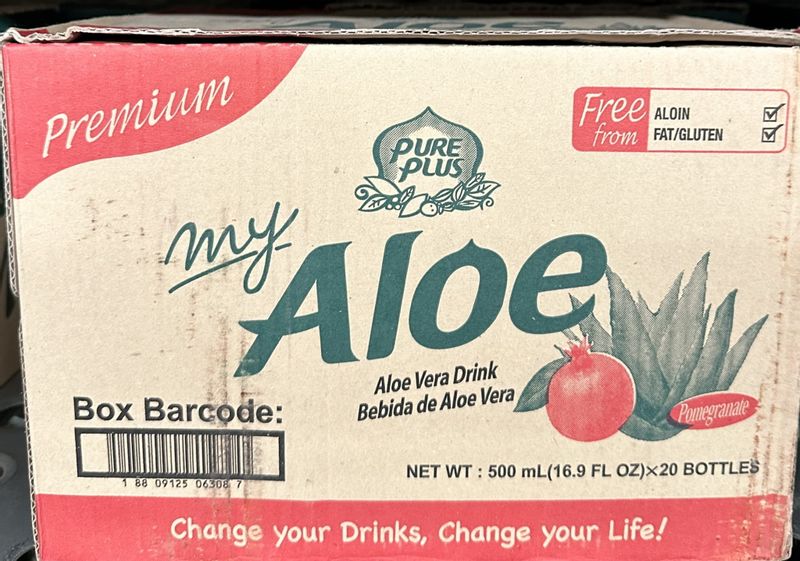 ALOE
Premium
Free from
ALOIN
FAT/GLUTEN
PURE
PLUS
my
Aloe
Aloe Vera Drink
Bebida de Aloe Vera
Pomegranate
Box Barcode:
1 88 09125 06308 7
NET WT : 500 mL(16.9 FL OZ)×20 BOTTLES
Change your Drinks, Change your Life!